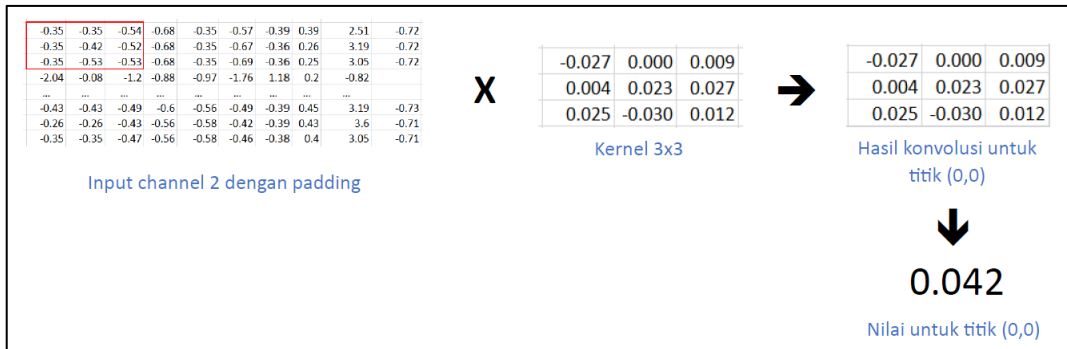 -0.35 -0.35 -0.54 -0.68 -0.35 -0.57 -0.39 0.39 2.51 -0.72
-0.35 -0.42 -0.52 -0.68 -0.35 -0.67 -0.36 0.26 3.19 -0.72
-0.35 -0.53 -0.53 -0.68 -0.35 -0.69 -0.36 0.25 3.05 -0.72
-2.04 -0.08 -1.2 -0.88 -0.97 -1.76 1.18 0.2 -0.82
... ... ... ... ... ... ... ... ...
-0.43 -0.43 -0.49 -0.6 -0.56 -0.49 -0.39 0.45 3.19 -0.73
-0.26 -0.26 -0.43 -0.56 -0.58 -0.42 -0.39 0.43 3.6 -0.71
-0.35 -0.35 -0.47 -0.56 -0.58 -0.46 -0.38 0.4 3.05 -0.71
Input channel 2 dengan padding
X
-0.027 0.000 0.009
0.004 0.023 0.027
0.025 -0.030 0.012
Kernel 3x3
-0.027 0.000 0.009
0.004 0.023 0.027
0.025 -0.030 0.012
Hasil konvolusi untuk
titik (0,0)
0.042
Nilai untuk titik (0,0)